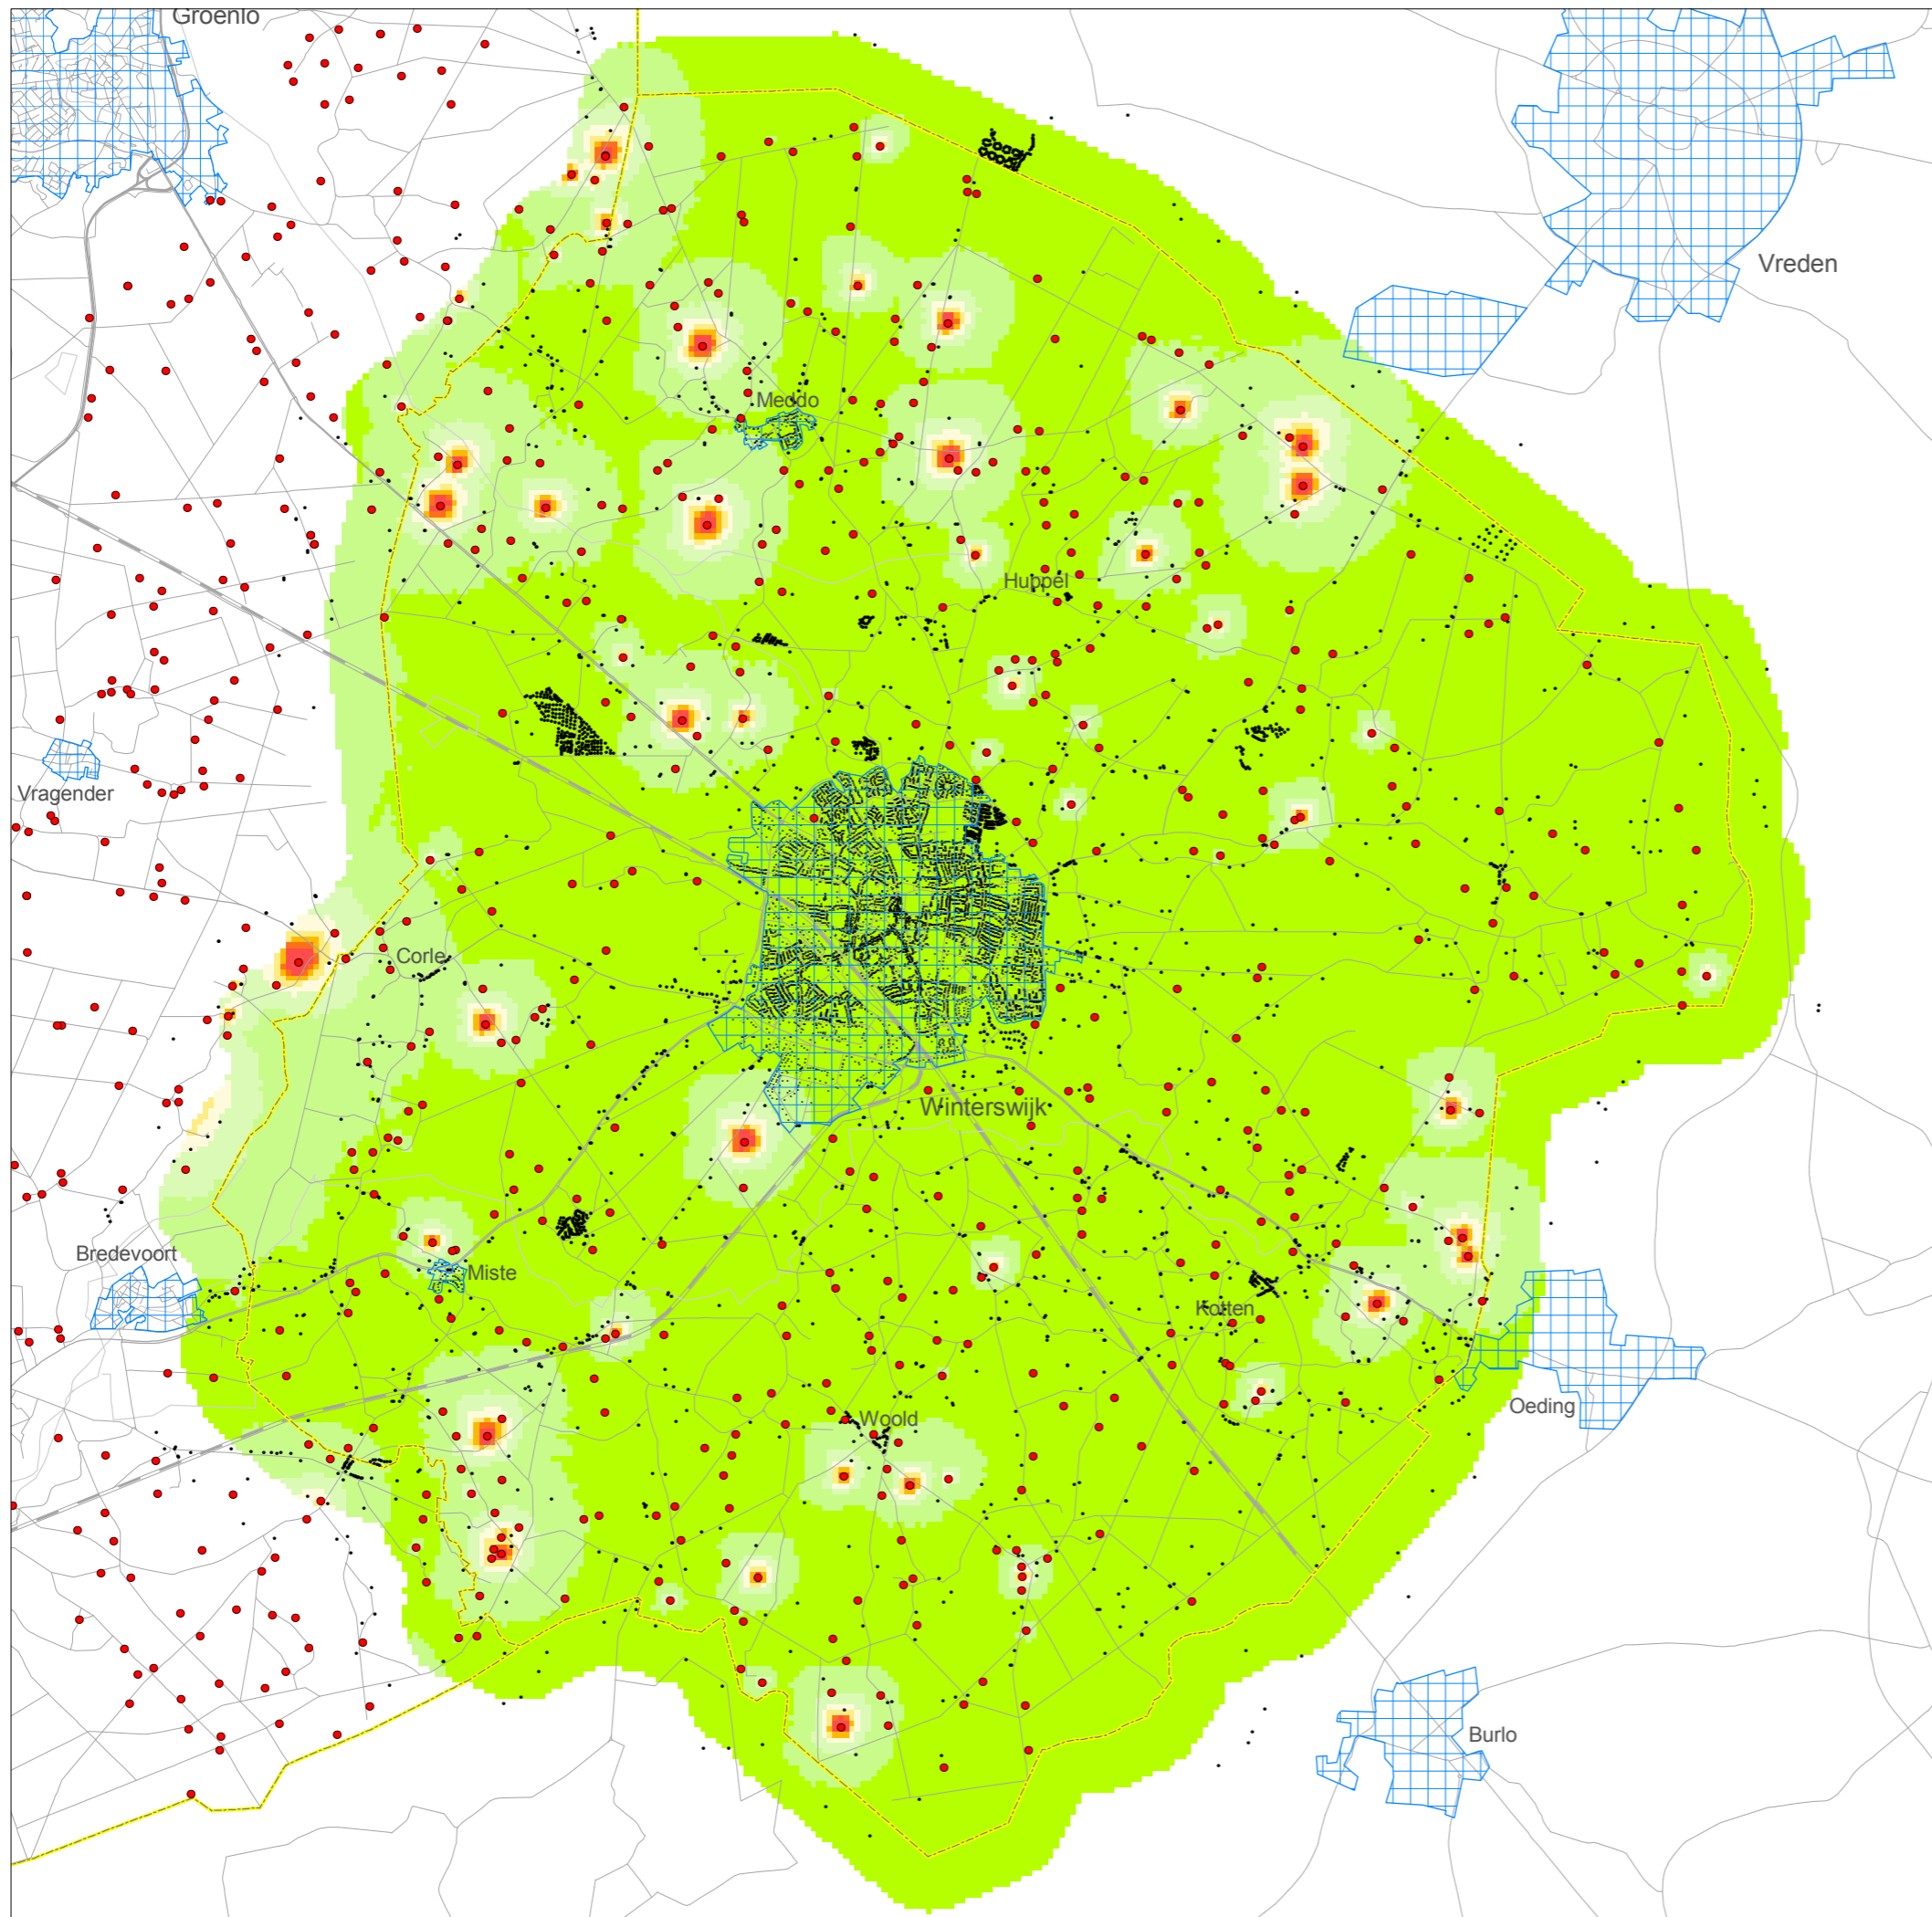 Groenlo
Vreden
Meddo
Huppel
Vragender
Corle
Winterswijk
Bredevoort
Miste
Kotten
Oeding
Woold
Burlo